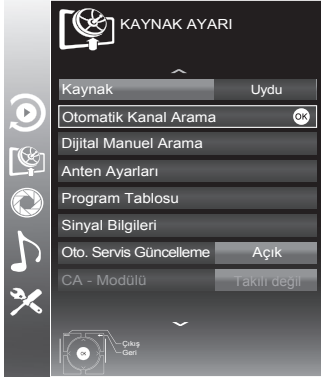 KAYNAK AYARI
Kaynak Uydu
Otomatik Kanal Arama OK
Dijital Manuel Arama
Anten Ayarları
Program Tablosu
Sinyal Bilgileri
Oto. Servis Güncelleme Açık
CA - Modülü Takılı değil
OK
Çıkış
Geri